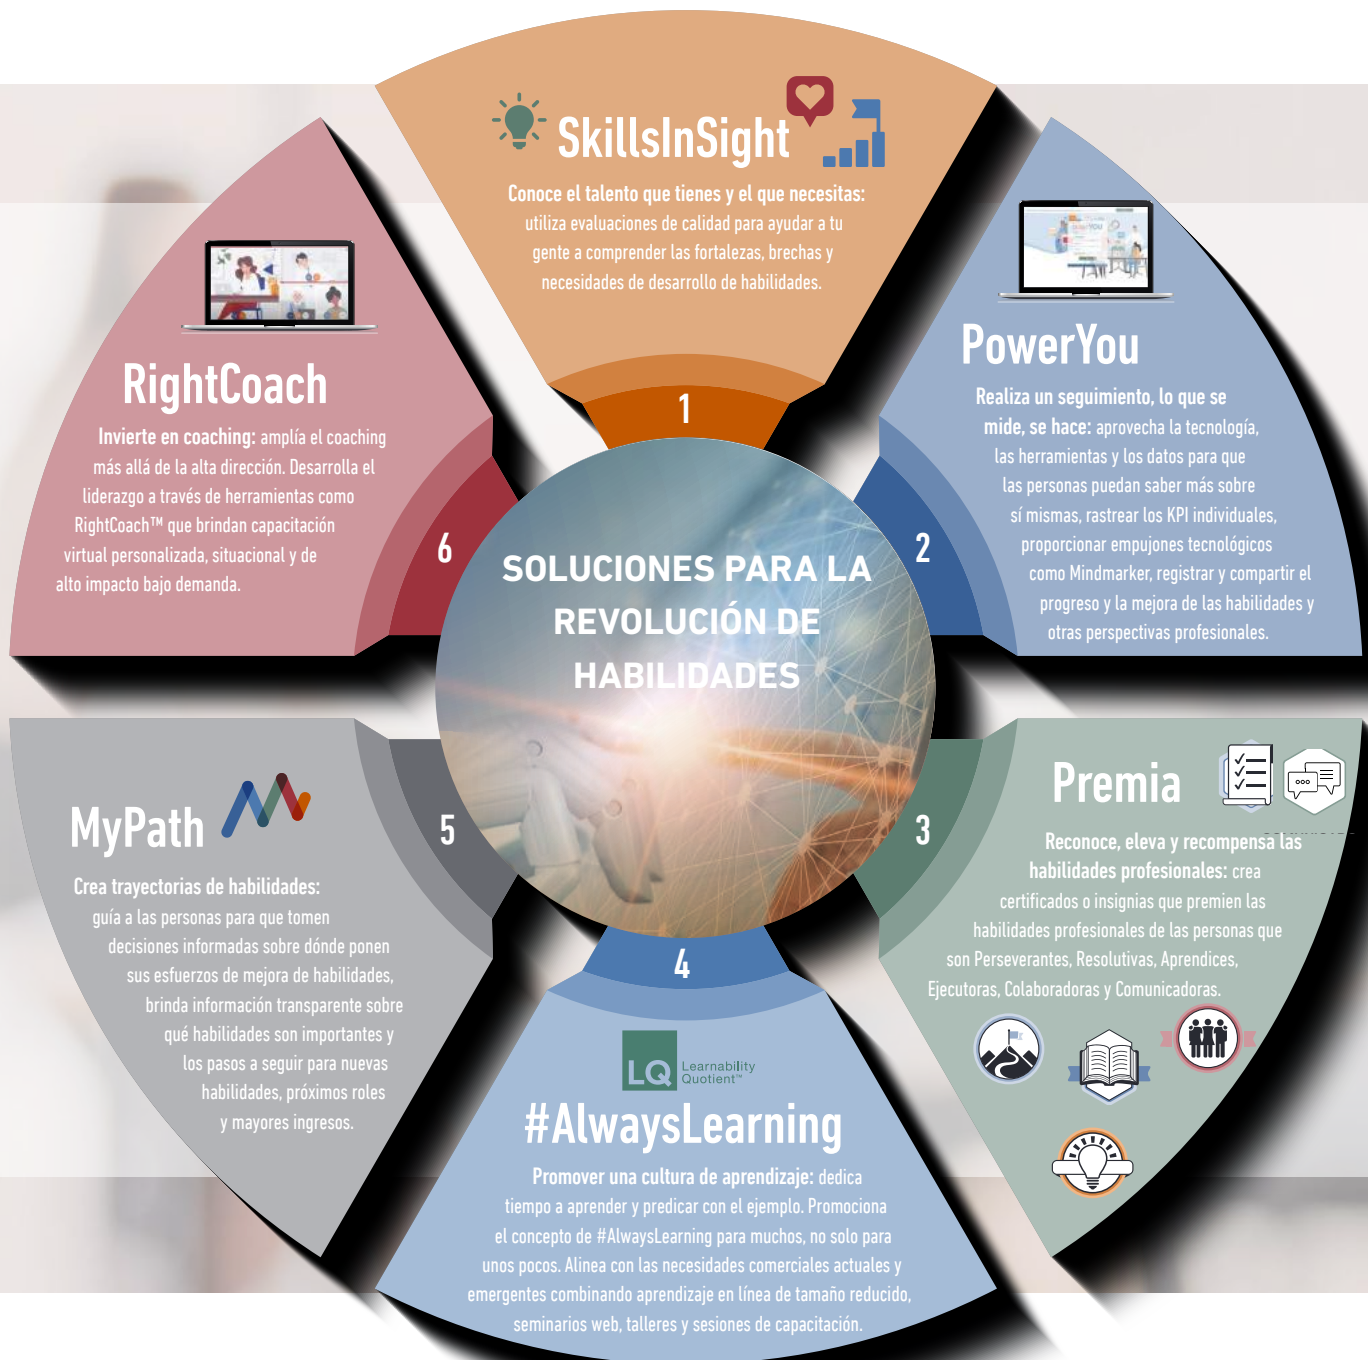 SkillsInSight
Conoce el talento que tienes y el que necesitas:
utiliza evaluaciones de calidad para ayudar a tu
gente a comprender las fortalezas, brechas y
necesidades de desarrollo de habilidades.
1
PowerYou
Realiza un seguimiento, lo que se
mide, se hace: aprovecha la tecnología,
las herramientas y los datos para que
las personas puedan saber más sobre
sí mismas, rastrear los KPI individuales,
proporcionar empujones tecnológicos
como Mindmarker, registrar y compartir el
progreso y la mejora de las habilidades y
otras perspectivas profesionales.
2
Premia
Reconoce, eleva y recompensa las
habilidades profesionales: crea
certificados o insignias que premien las
habilidades profesionales de las personas que
son Perseverantes, Resolutivas, Aprendices,
Ejecutoras, Colaboradoras y Comunicadoras.
3
4
LQ Learnability
Quotient™
#AlwaysLearning
Promover una cultura de aprendizaje: dedica
tiempo a aprender y predicar con el ejemplo. Promociona
el concepto de #AlwaysLearning para muchos, no solo para
unos pocos. Alinea con las necesidades comerciales actuales y
emergentes combinando aprendizaje en línea de tamaño reducido,
seminarios web, talleres y sesiones de capacitación.
MyPath
Crea trayectorias de habilidades:
guía a las personas para que tomen
decisiones informadas sobre dónde ponen
sus esfuerzos de mejora de habilidades,
brinda información transparente sobre
qué habilidades son importantes y
los pasos a seguir para nuevas
habilidades, próximos roles
y mayores ingresos.
5
RightCoach
Invierte en coaching: amplía el coaching
más allá de la alta dirección. Desarrolla el
liderazgo a través de herramientas como
RightCoach™ que brindan capacitación
virtual personalizada, situacional y de
alto impacto bajo demanda.
6
SOLUCIONES PARA LA
REVOLUCIÓN DE
HABILIDADES